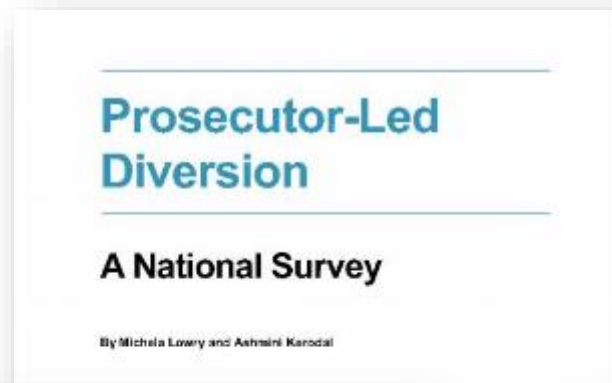 Prosecutor-Led
Diversion
A National Survey
By Michela Lowry and Ashmini Kerodal